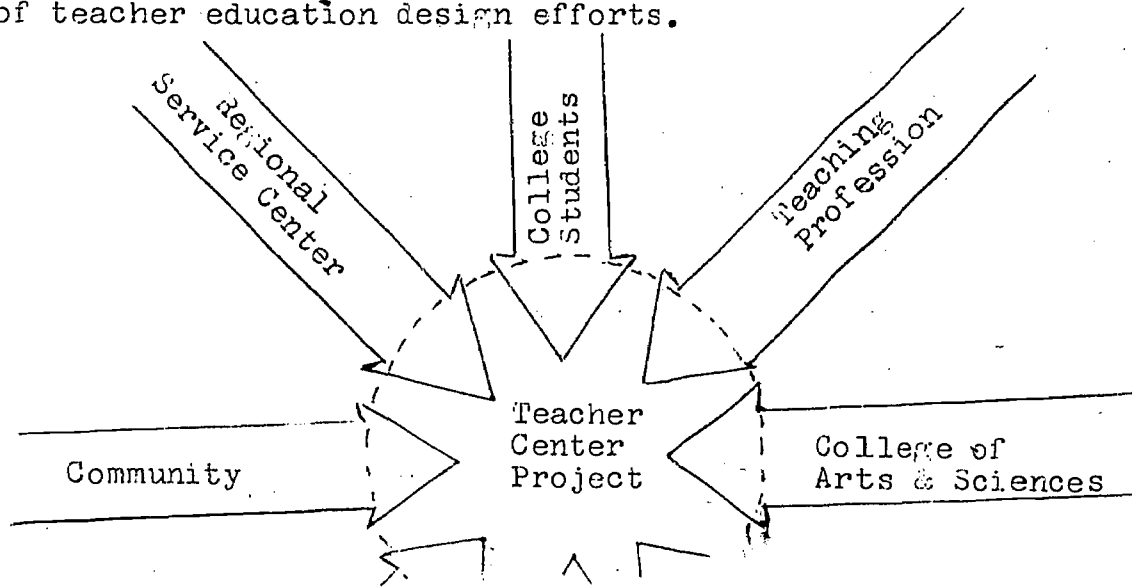 of teacher education design efforts.
Regional
Service Center
College
Students
Teaching
Profession
Community
Teacher
Center
Project
College of
Arts & Sciences